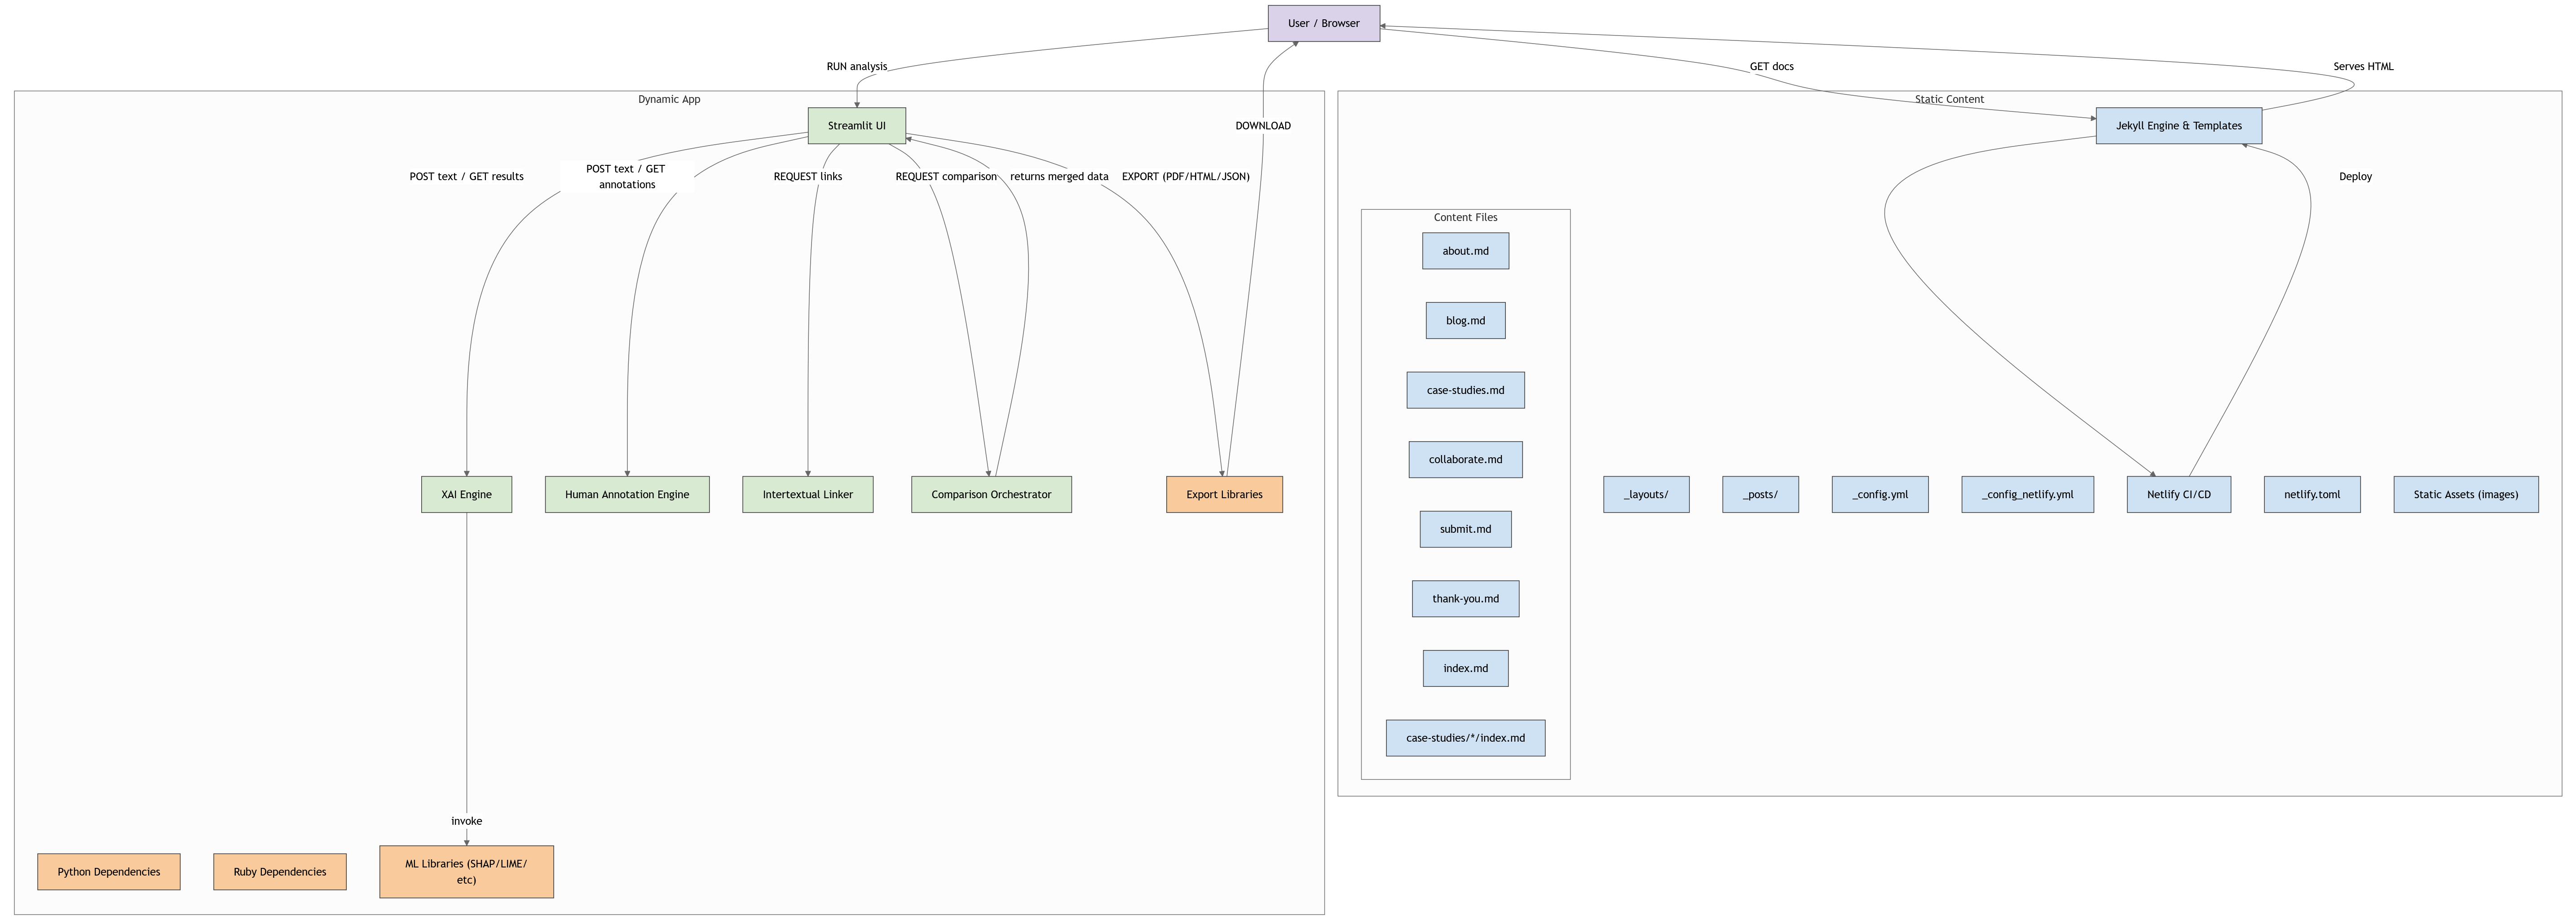 User / Browser
RUN analysis
GET docs
Serves HTML
Dynamic App
Static Content
Streamlit UI
DOWNLOAD
Jekyll Engine & Templates
POST text / GET results
POST text / GET
annotations
REQUEST links
REQUEST comparison
returns merged data
EXPORT (PDF/HTML/JSON)
Deploy
Content Files
about.md
blog.md
case-studies.md
collaborate.md
XAI Engine
Human Annotation Engine
Intertextual Linker
Comparison Orchestrator
Export Libraries
_layouts/
_posts/
_config.yml
_config_netlify.yml
Netlify CI/CD
netlify.toml
Static Assets (images)
submit.md
thank-you.md
index.md
case-studies/*/index.md
invoke
Python Dependencies
Ruby Dependencies
ML Libraries (SHAP/LIME/
etc)